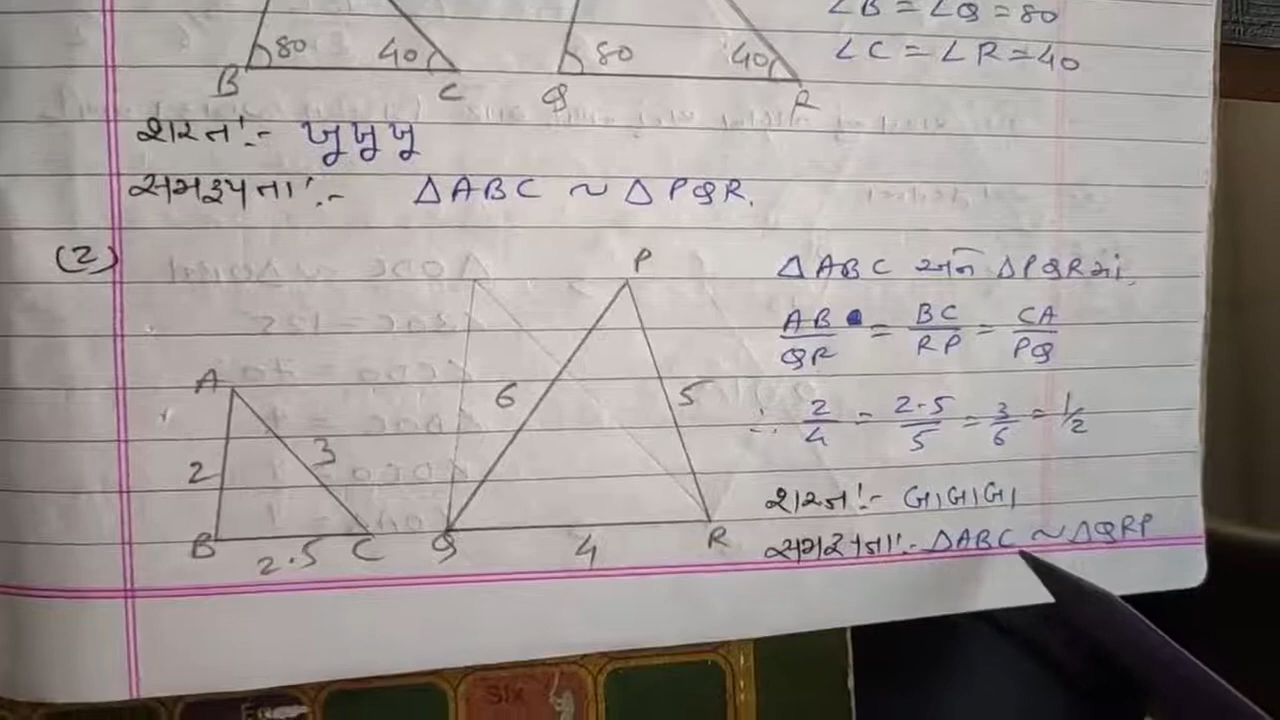 ∠B = ∠Q = 80
80 40 80 40 ∠C = ∠R = 40
B C Q R
શરત:- ખૂખૂખૂ
સમરૂપતા:- ΔABC ~ ΔPQR.
(2) P ΔABC અને ΔPQRમાં,
AB/QR = BC/RP = CA/PQ
A 6 5
∴ 2/4 = 2.5/5 = 3/6 = 1/2
2 3
શરત:- બાબાબા
B 2.5 C Q 4 R સમરૂપતા:- ΔABC ~ ΔQRP
Six